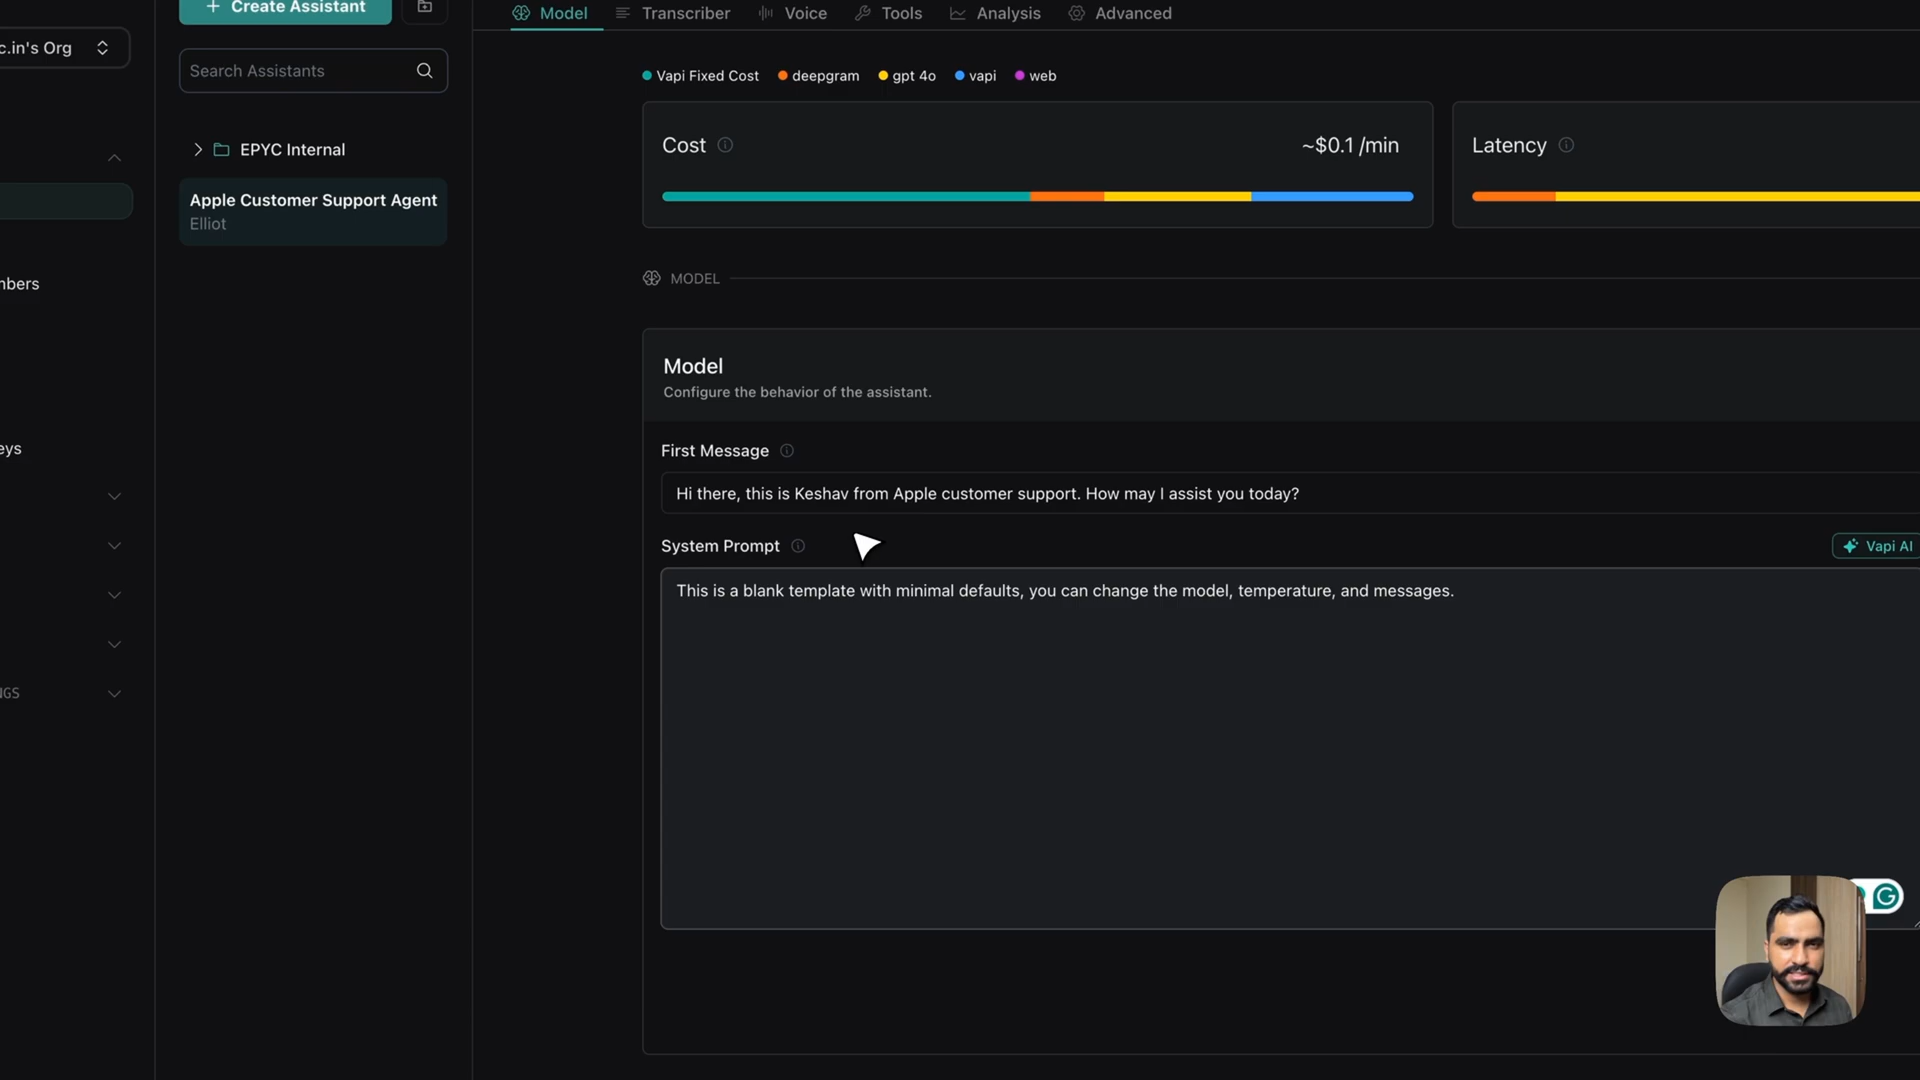 + Create Assistant
Model
Transcriber
Voice
Tools
Analysis
Advanced
c.in's Org
Search Assistants
Vapi Fixed Cost
deepgram
gpt 4o
vapi
web
Cost
~$0.1 /min
Latency
EPYC Internal
Apple Customer Support Agent
Elliot
MODEL
nbers
Model
Configure the behavior of the assistant.
eys
First Message
Hi there, this is Keshav from Apple customer support. How may I assist you today?
System Prompt
Vapi AI
This is a blank template with minimal defaults, you can change the model, temperature, and messages.
NGS